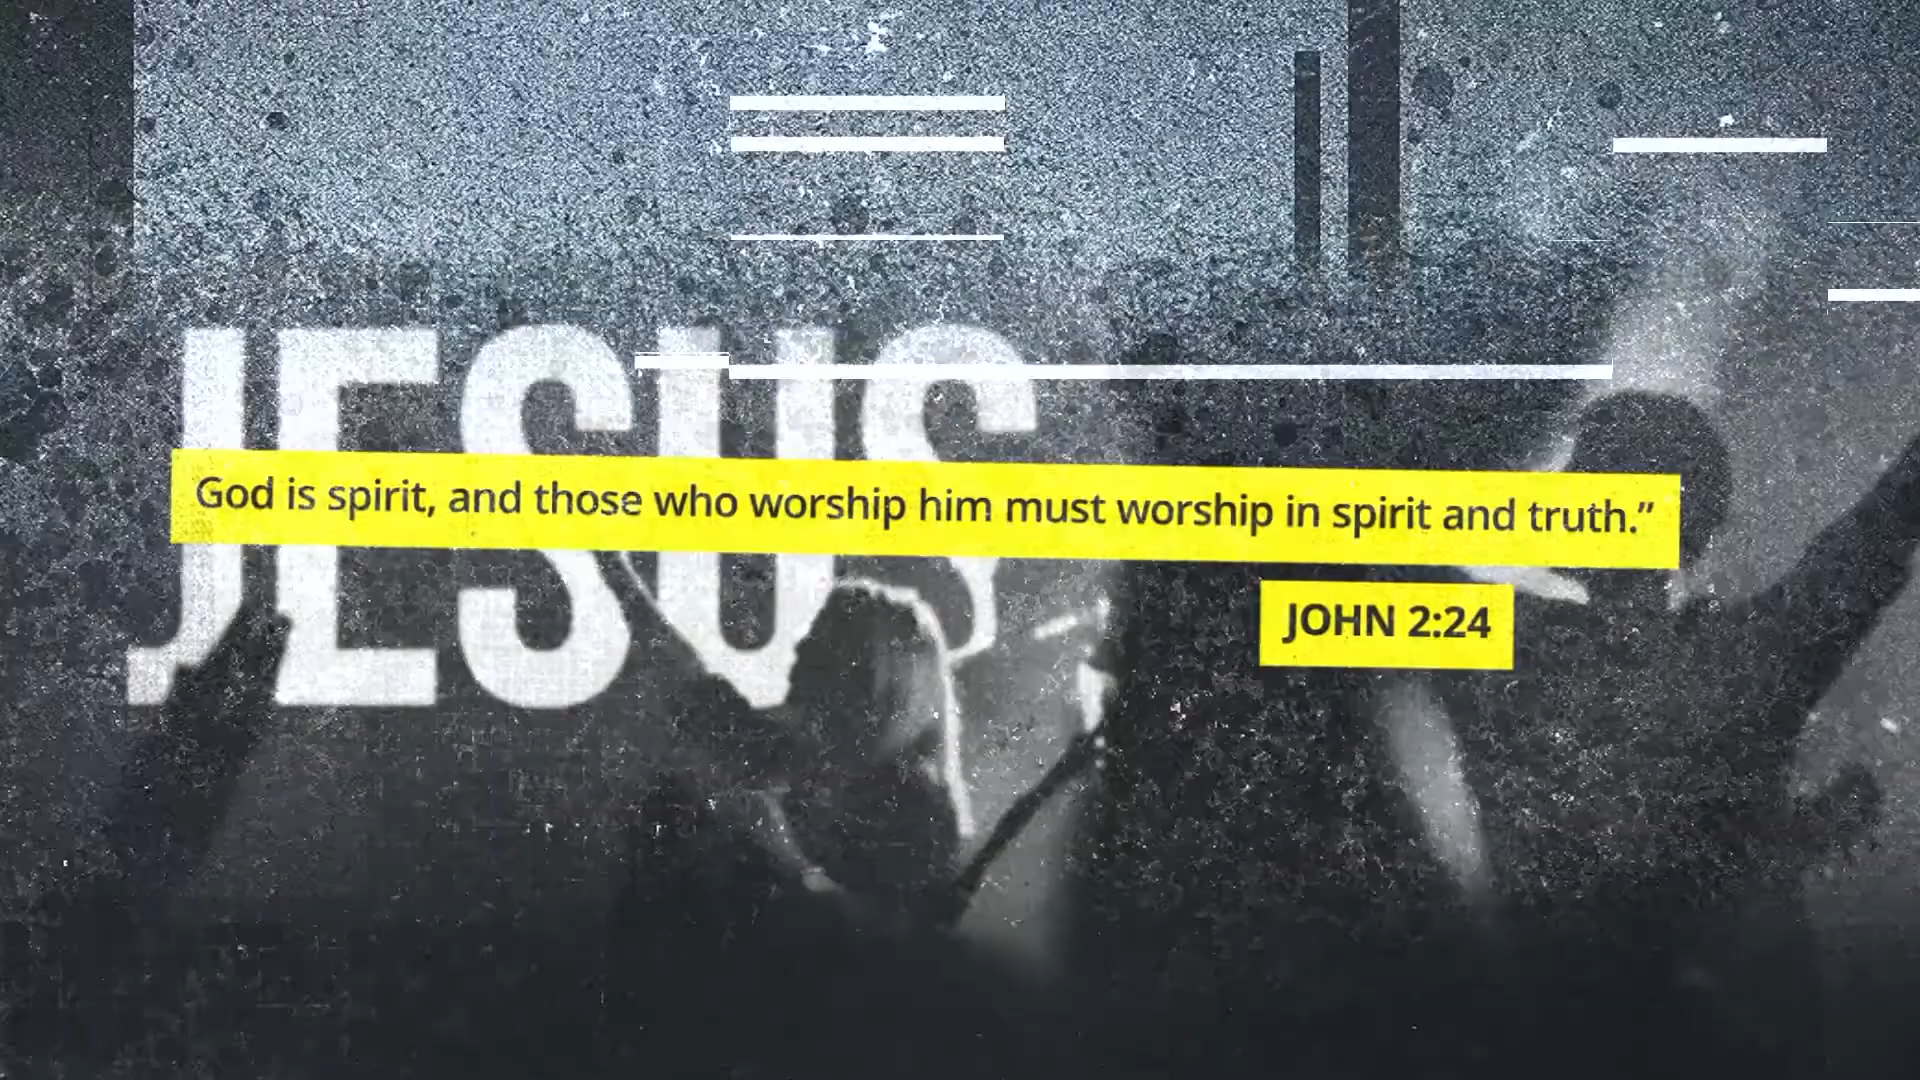 JESUS
God is spirit, and those who worship him must worship in spirit and truth.”
JOHN 2:24